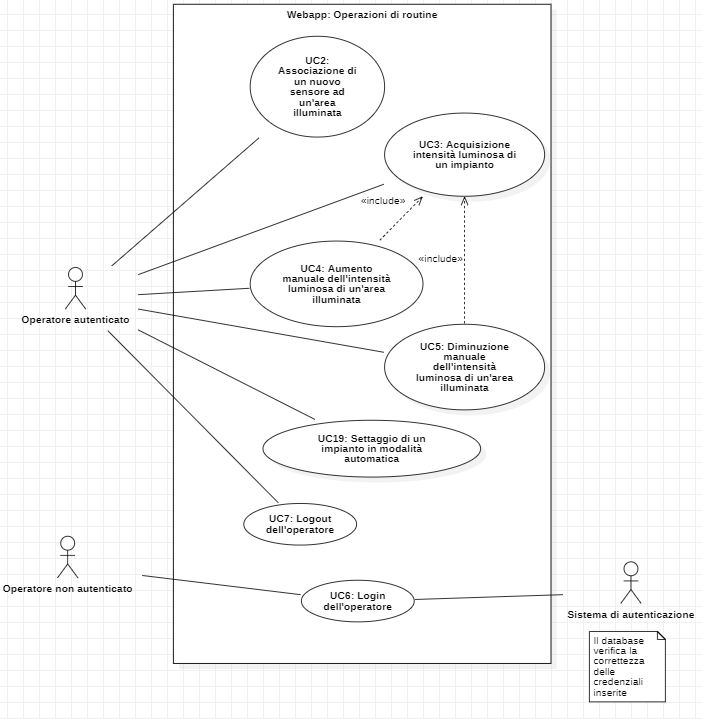 Webapp: Operazioni di routine
UC2:
Associazione di
un nuovo
sensore ad
un'area
illuminata
UC3: Acquisizione
intensità luminosa di
un impianto
«include»
«include»
UC4: Aumento
manuale dell'intensità
luminosa di un'area
illuminata
Operatore autenticato
UC5: Diminuzione
manuale
dell'intensità
luminosa di un'area
illuminata
UC19: Settaggio di un
impianto in modalità
automatica
UC7: Logout
dell'operatore
Operatore non autenticato
UC6: Login
dell'operatore
Sistema di autenticazione
Il database
verifica la
correttezza
delle
credenziali
inserite